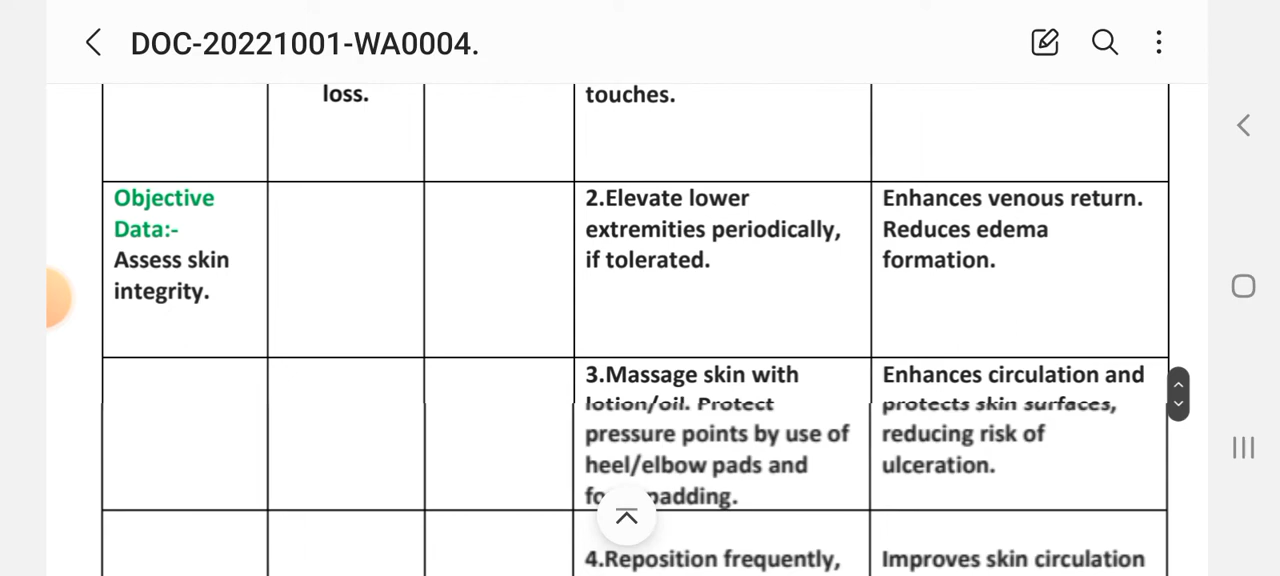 DOC-20221001-WA0004.
loss.
touches.
Objective
Data:-
Assess skin
integrity.
2.Elevate lower
extremities periodically,
if tolerated.
Enhances venous return.
Reduces edema
formation.
3.Massage skin with
lotion/oil. Protect
pressure points by use of
heel/elbow pads and
padding.
Enhances circulation and
protects skin surfaces,
reducing risk of
ulceration.
4.Reposition frequently,
Improves skin circulation